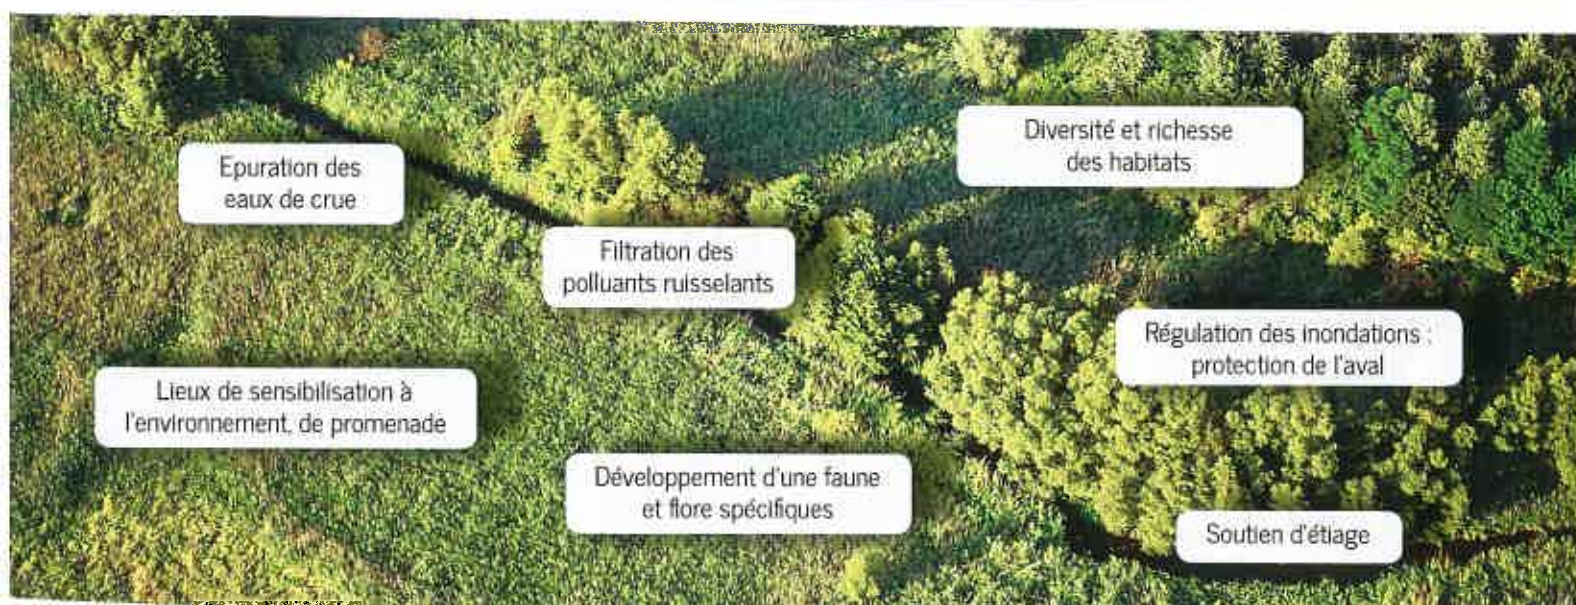 Epuration des
eaux de crue
Diversité et richesse
des habitats
Filtration des
polluants ruisselants
Régulation des inondations :
protection de l'aval
Lieux de sensibilisation à
l'environnement, de promenade
Développement d'une faune
et flore spécifiques
Soutien d'étiage